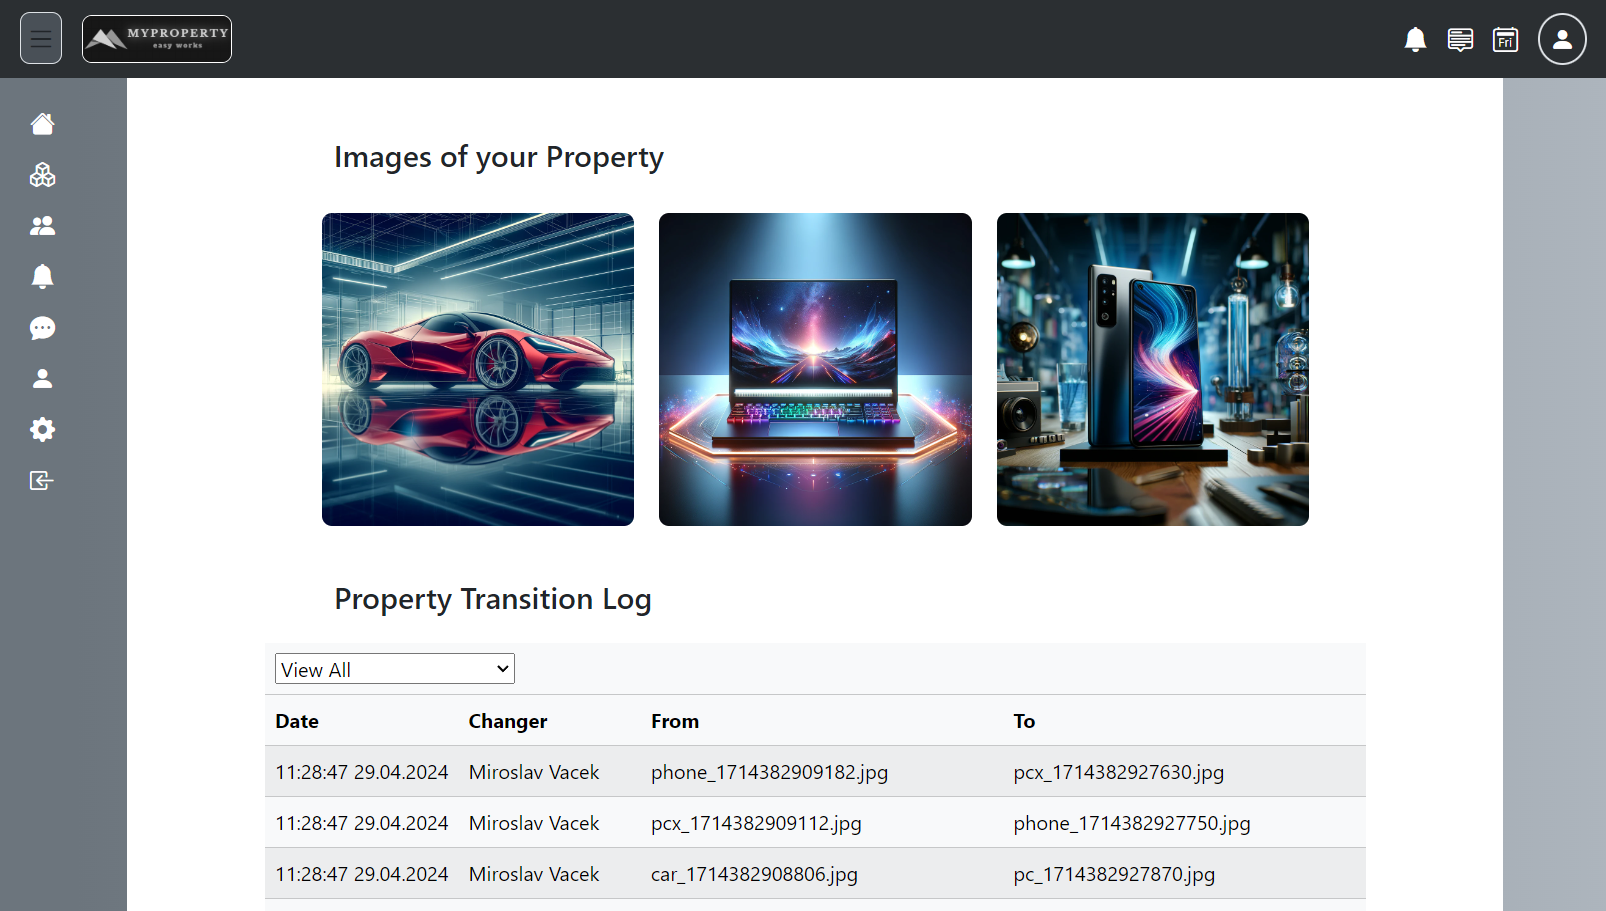 MYPROPERTY
easy works
Fri
Images of your Property
Property Transition Log
View All
Date Changer From To
11:28:47 29.04.2024 Miroslav Vacek phone_1714382909182.jpg pcx_1714382927630.jpg
11:28:47 29.04.2024 Miroslav Vacek pcx_1714382909112.jpg phone_1714382927750.jpg
11:28:47 29.04.2024 Miroslav Vacek car_1714382908806.jpg pc_1714382927870.jpg